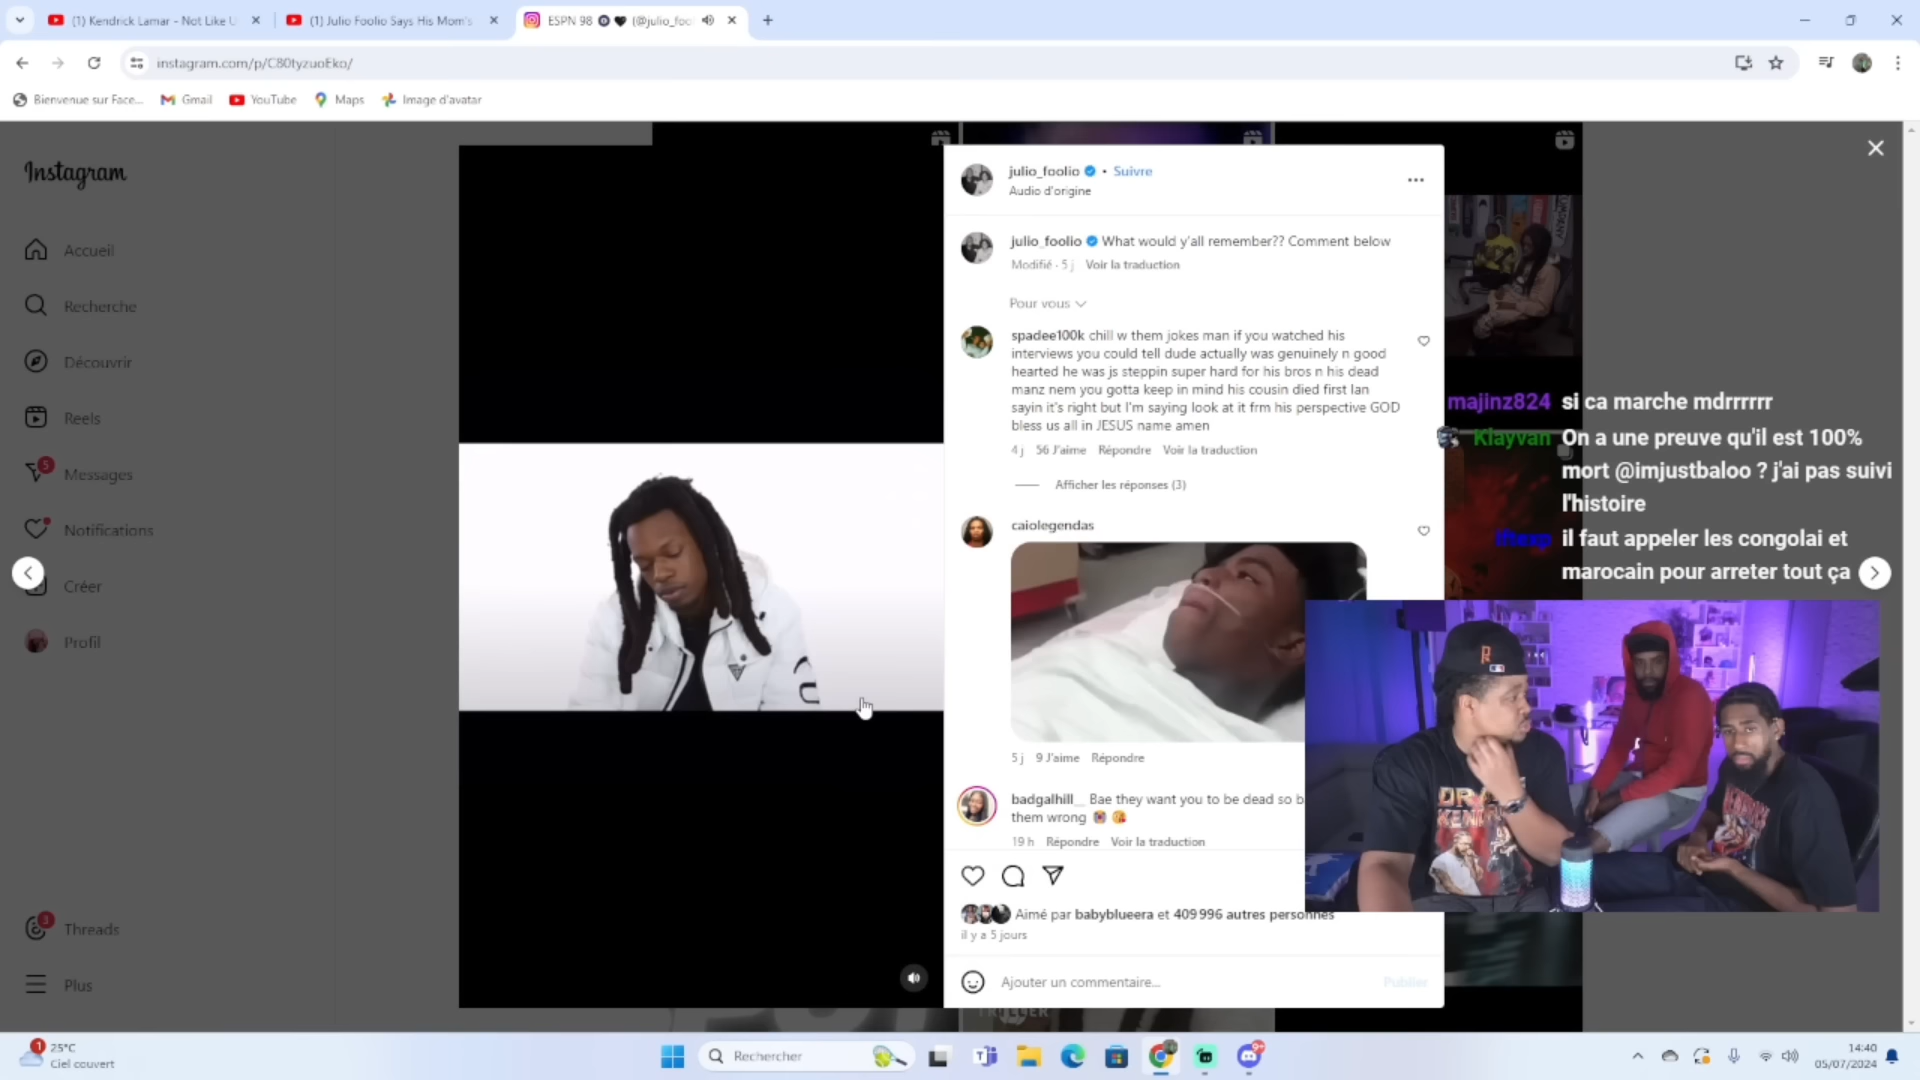 (1) Kendrick Lamar - Not Like U
(1) Julio Foolio Says His Mom's
ESPN 98 (@julio_foo
instagram.com/p/C80tyzuoEko/
Bienvenue sur Face...
Gmail
YouTube
Maps
Image d'avatar
Instagram
Accueil
Recherche
Découvrir
Reels
5
Messages
Notifications
Créer
Profil
3
Threads
Plus
julio_foolio • Suivre
Audio d'origine
julio_foolio What would y'all remember?? Comment below
Modifié · 5 j Voir la traduction
Pour vous
spadee100k chill w them jokes man if you watched his
interviews you could tell dude actually was genuinely n good
hearted he was js steppin super hard for his bros n his dead
manz nem you gotta keep in mind his cousin died first Ian
sayin it's right but I'm saying look at it frm his perspective GOD
bless us all in JESUS name amen
4 j 56 J'aime Répondre Voir la traduction
Afficher les réponses (3)
caiolegendas
5 j 9 J'aime Répondre
badgalhill__ Bae they want you to be dead so b
them wrong
19 h Répondre Voir la traduction
Aimé par babyblueera et 409 996 autres personnes
il y a 5 jours
Ajouter un commentaire...
Publier
majinz824 si ca marche mdrrrrrr
Klayvan On a une preuve qu'il est 100%
mort @imjustbaloo ? j'ai pas suivi
l'histoire
il faut appeler les congolai et
marocain pour arreter tout ça
1
25°C
Ciel couvert
Rechercher
14:40
05/07/2024